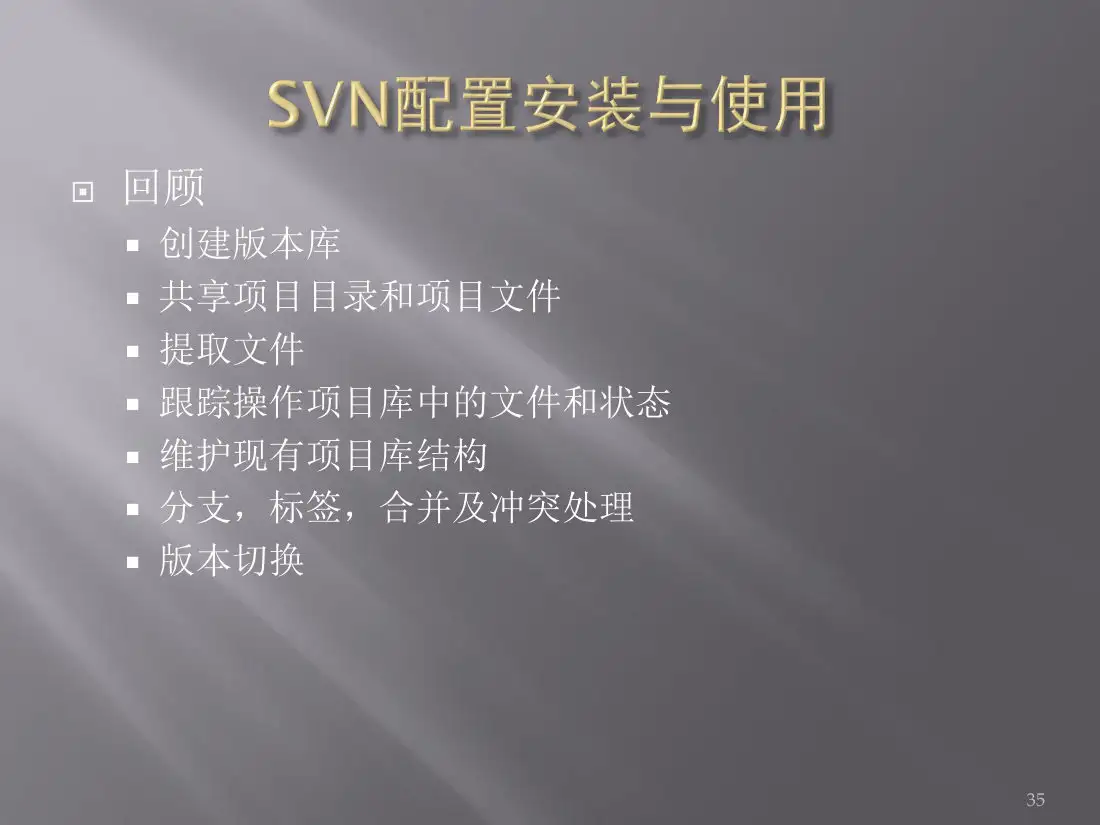 SVN配置安装与使用
回顾
创建版本库
共享项目目录和项目文件
提取文件
跟踪操作项目库中的文件和状态
维护现有项目库结构
分支，标签，合并及冲突处理
版本切换
35